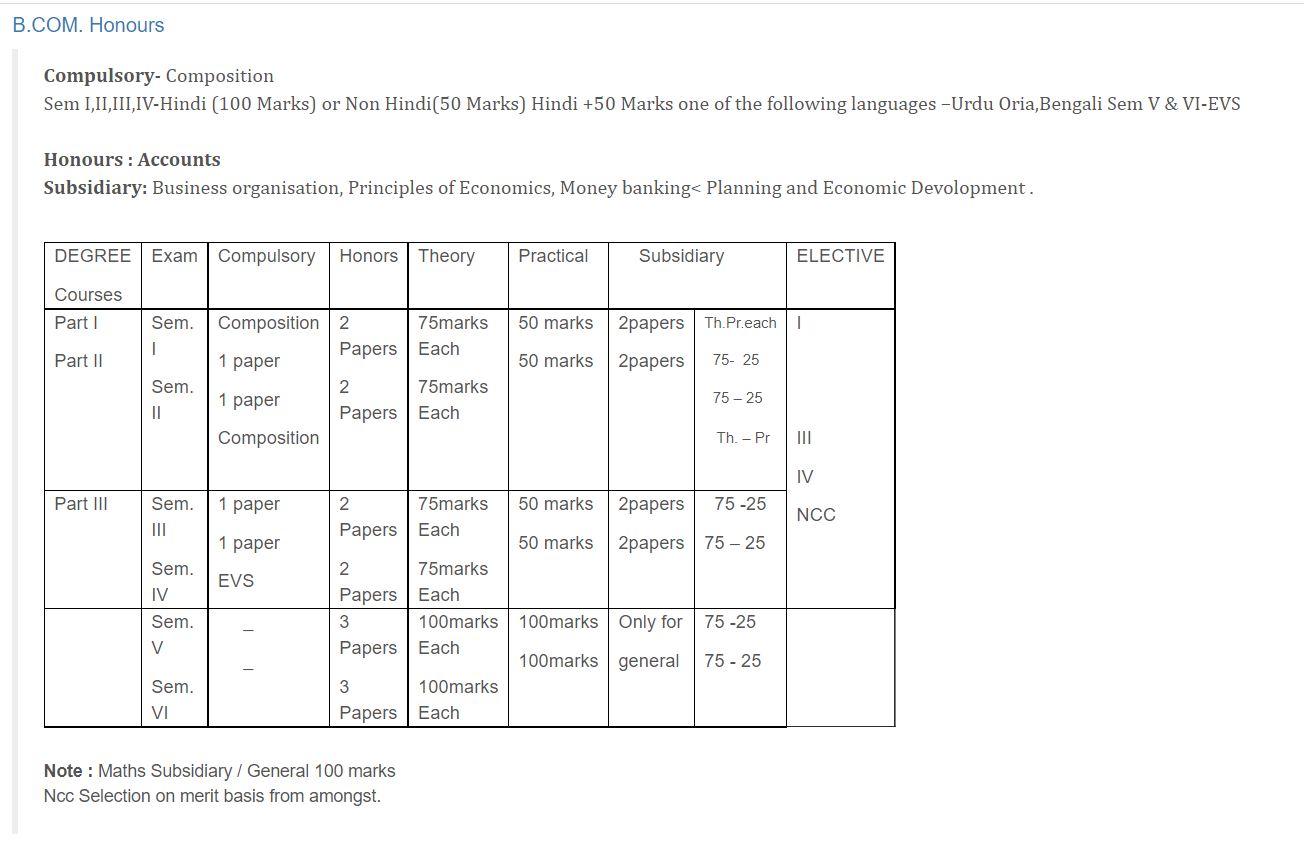 B.COM. Honours
Compulsory- Composition
Sem I,II,III,IV-Hindi (100 Marks) or Non Hindi(50 Marks) Hindi +50 Marks one of the following languages –Urdu Oria,Bengali Sem V & VI-EVS
Honours : Accounts
Subsidiary: Business organisation, Principles of Economics, Money banking< Planning and Economic Devolopment .
DEGREE Exam Compulsory Honors Theory Practical Subsidiary ELECTIVE
Courses
Part I Sem. Composition 2 75marks 50 marks 2papers Th.Pr.each I
I Papers Each
Part II 1 paper 50 marks 2papers 75- 25
Sem. 2 75marks
1 paper 75 – 25
II Papers Each
Composition Th. – Pr III
IV
Part III Sem. 1 paper 2 75marks 50 marks 2papers 75 -25
NCC
III Papers Each
1 paper 50 marks 2papers 75 – 25
Sem. 2 75marks
EVS
IV Papers Each
Sem. – 3 100marks 100marks Only for 75 -25
V Papers Each
– 100marks general 75 - 25
Sem. 3 100marks
VI Papers Each
Note : Maths Subsidiary / General 100 marks
Ncc Selection on merit basis from amongst.